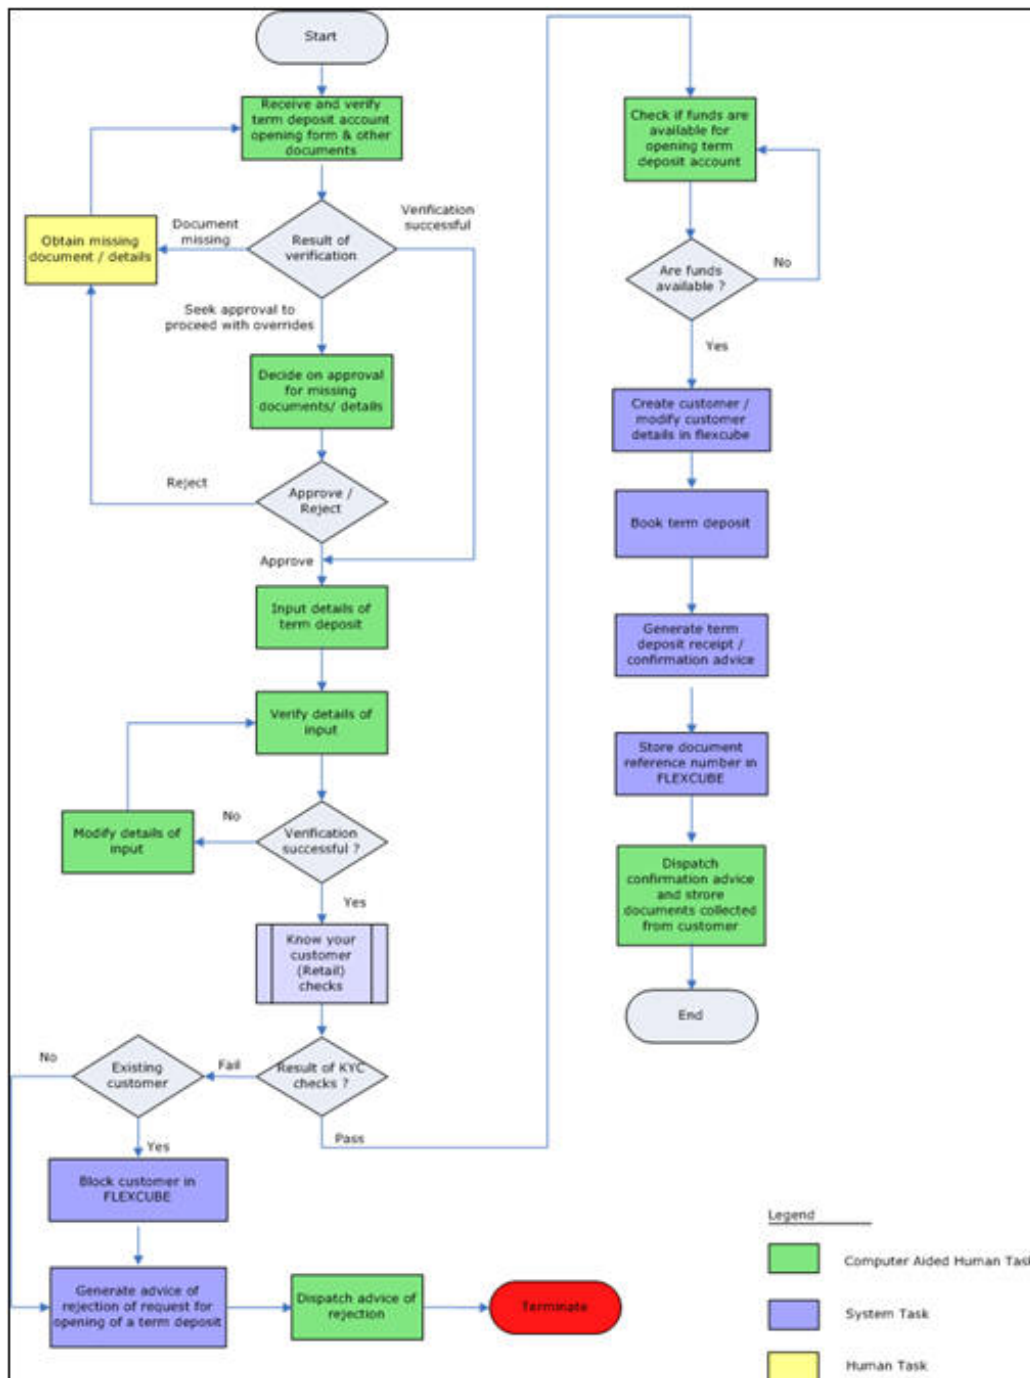 Start
Receive and verify
term deposit account
opening form & other
documents
Obtain missing
document / details
Document
missing
Result of
verification
Verification
successful
Seek approval to
proceed with overrides
Decide on approval
for missing
documents/ details
Reject
Approve /
Reject
Approve
Input details of
term deposit
Verify details of
input
Modify details of
input
No
Verification
successful ?
Yes
Know your
customer
(Retail)
checks
No
Existing
customer
Fail
Result of KYC
checks ?
Pass
Yes
Block customer in
FLEXCUBE
Generate advice of
rejection of request for
opening of a term deposit
Dispatch advice of
rejection
Terminate
Check if funds are
available for
opening term
deposit account
Are funds
available ?
No
Yes
Create customer /
modify customer
details in flexcube
Book term deposit
Generate term
deposit receipt /
confirmation advice
Store document
reference number in
FLEXCUBE
Dispatch
confirmation advice
and strore
documents collected
from customer
End
Legend
Computer Aided Human Task
System Task
Human Task